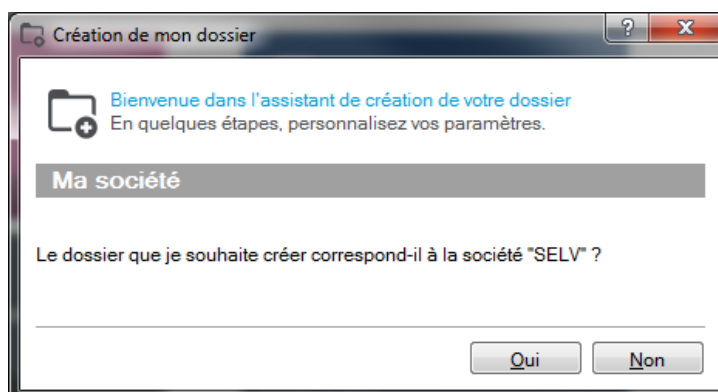 Création de mon dossier
?
X
Bienvenue dans l'assistant de création de votre dossier
En quelques étapes, personnalisez vos paramètres.
Ma société
Le dossier que je souhaite créer correspond-il à la société "SELV" ?
Oui
Non